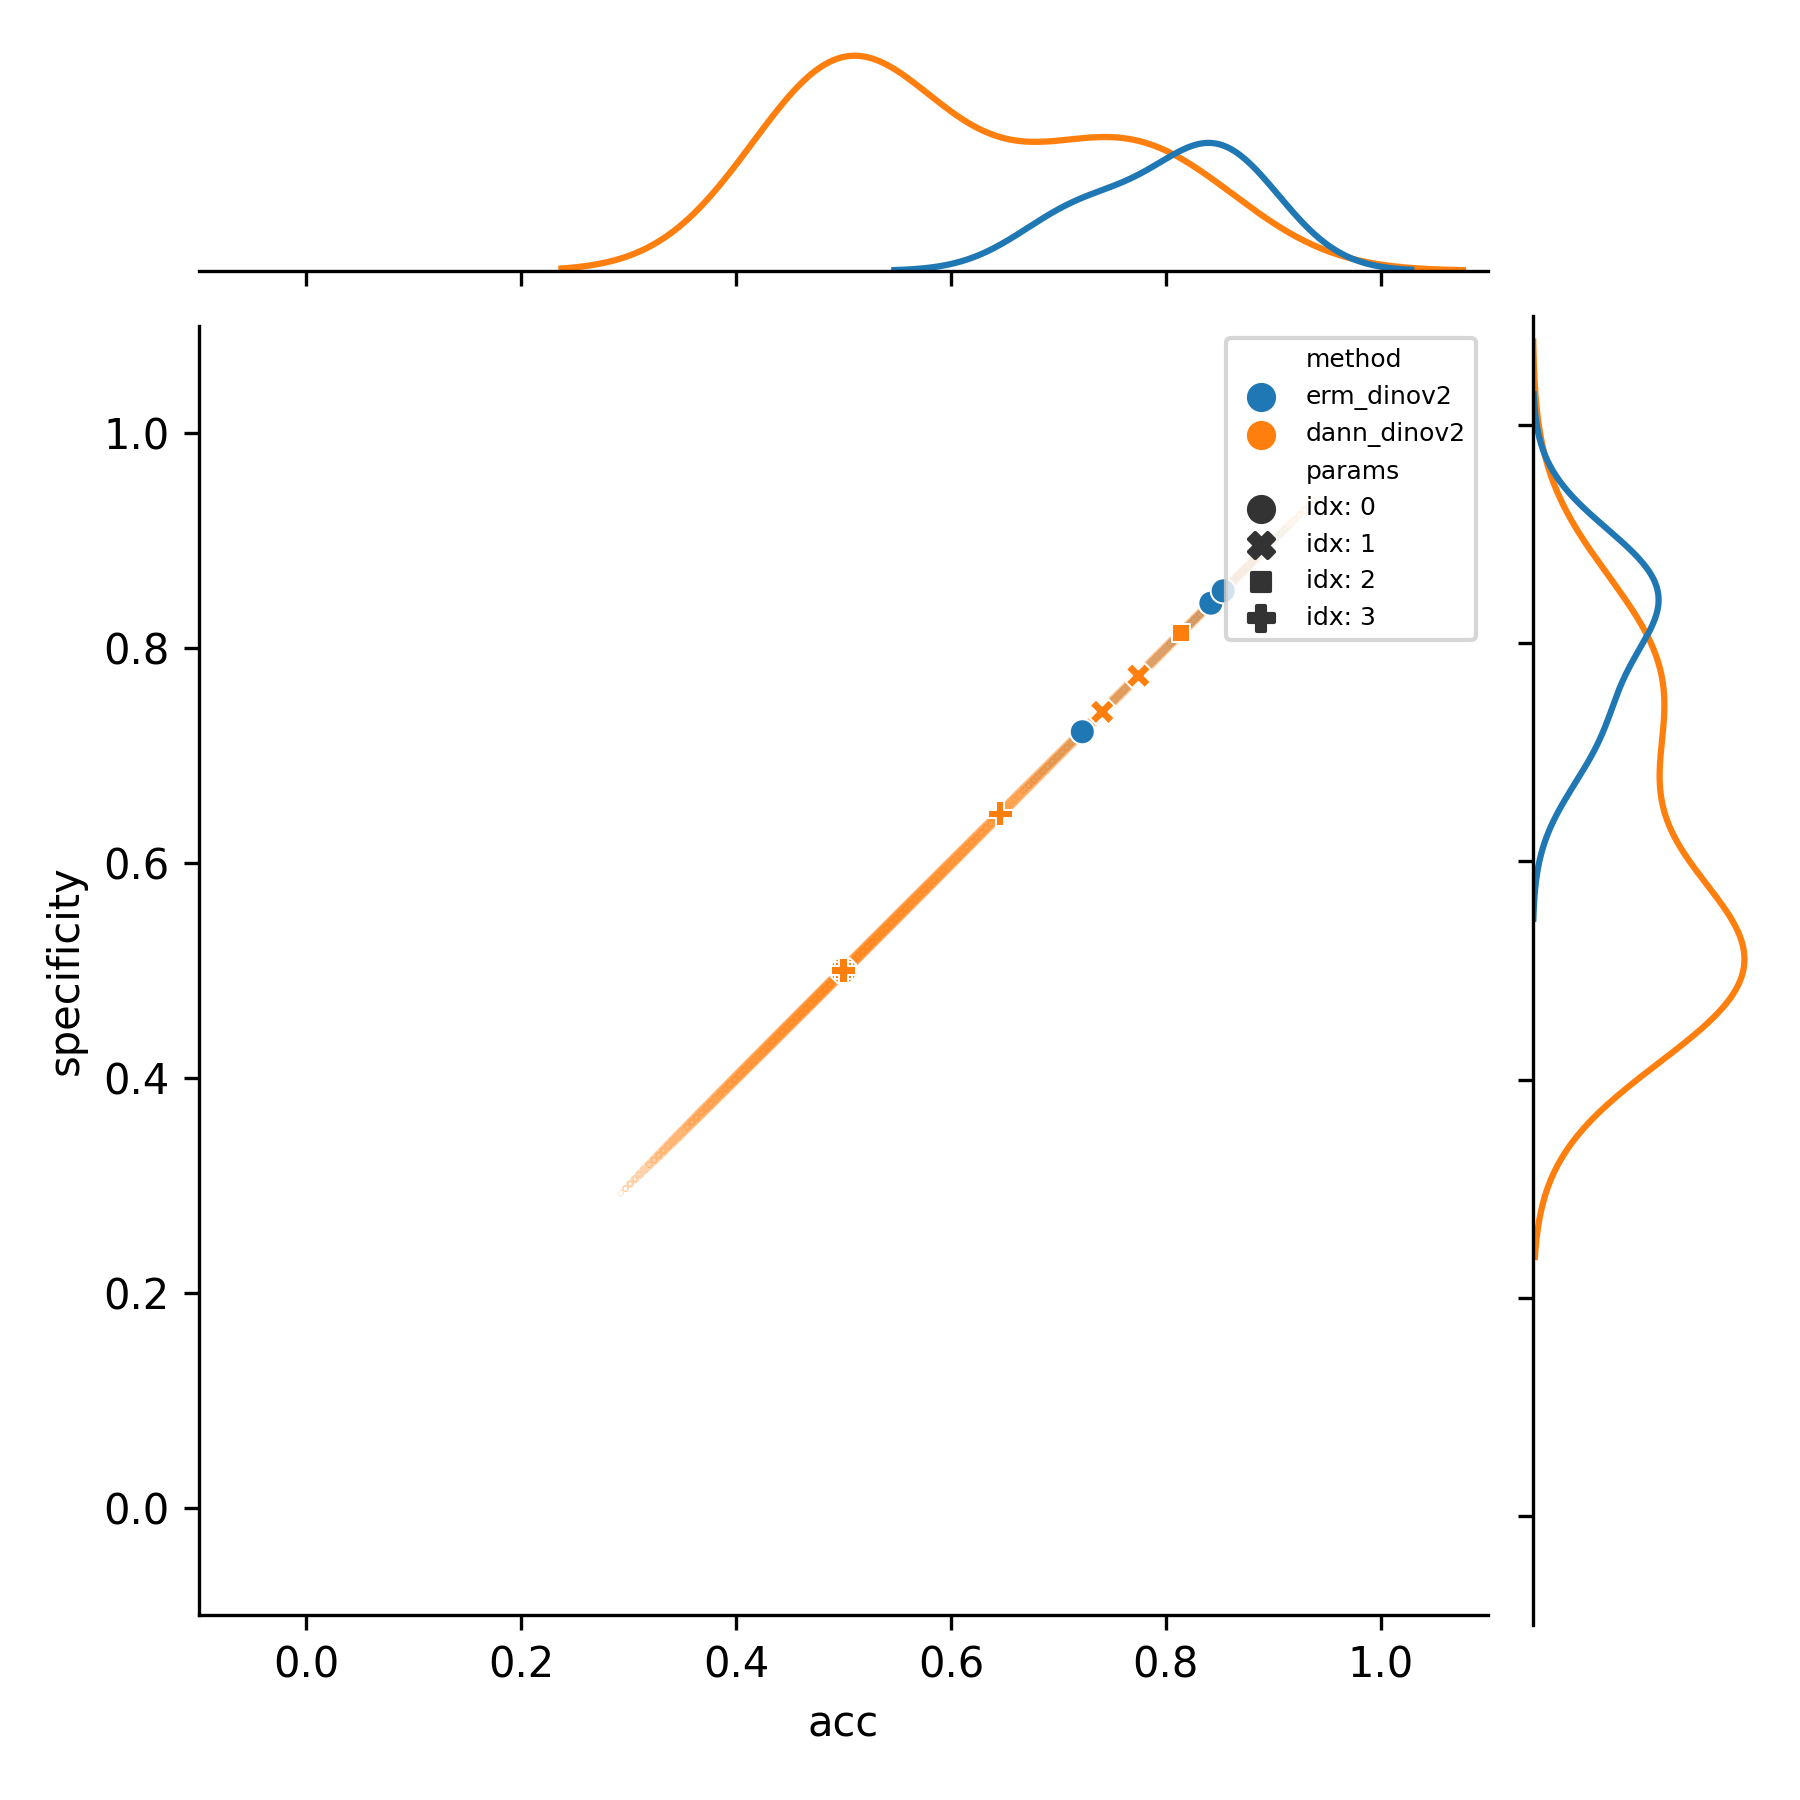 method
erm_dinov2
dann_dinov2
params
idx: 0
idx: 1
idx: 2
idx: 3
1.0
0.8
0.6
0.4
0.2
0.0
specificity
0.0 0.2 0.4 0.6 0.8 1.0
acc